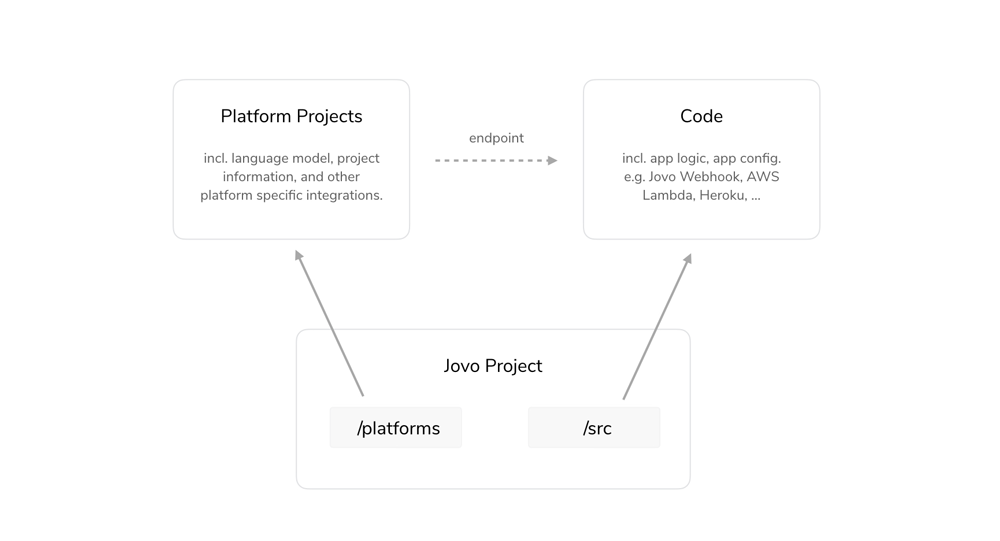 Platform Projects
incl. language model, project
information, and other
platform specific integrations.
endpoint
Code
incl. app logic, app config.
e.g. Jovo Webhook, AWS
Lambda, Heroku, ...
Jovo Project
/platforms
/src